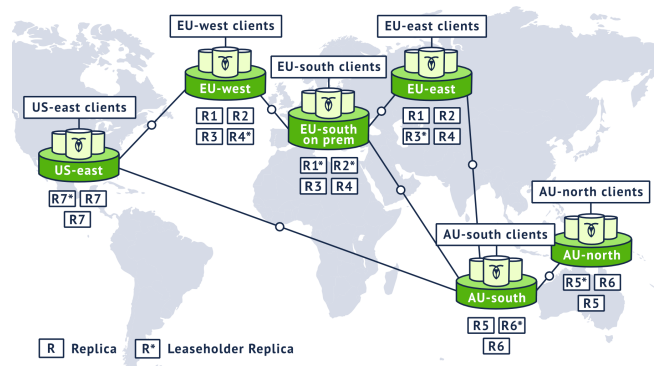 EU-west clients
EU-east clients
EU-south clients
US-east clients
EU-west
EU-east
R1 R2
R3 R4*
EU-south
on prem
R1 R2
R3* R4
R1* R2*
R3 R4
US-east
R7* R7
R7
AU-north clients
AU-south clients
AU-north
R5* R6
R5
AU-south
R5 R6*
R6
R Replica R* Leaseholder Replica